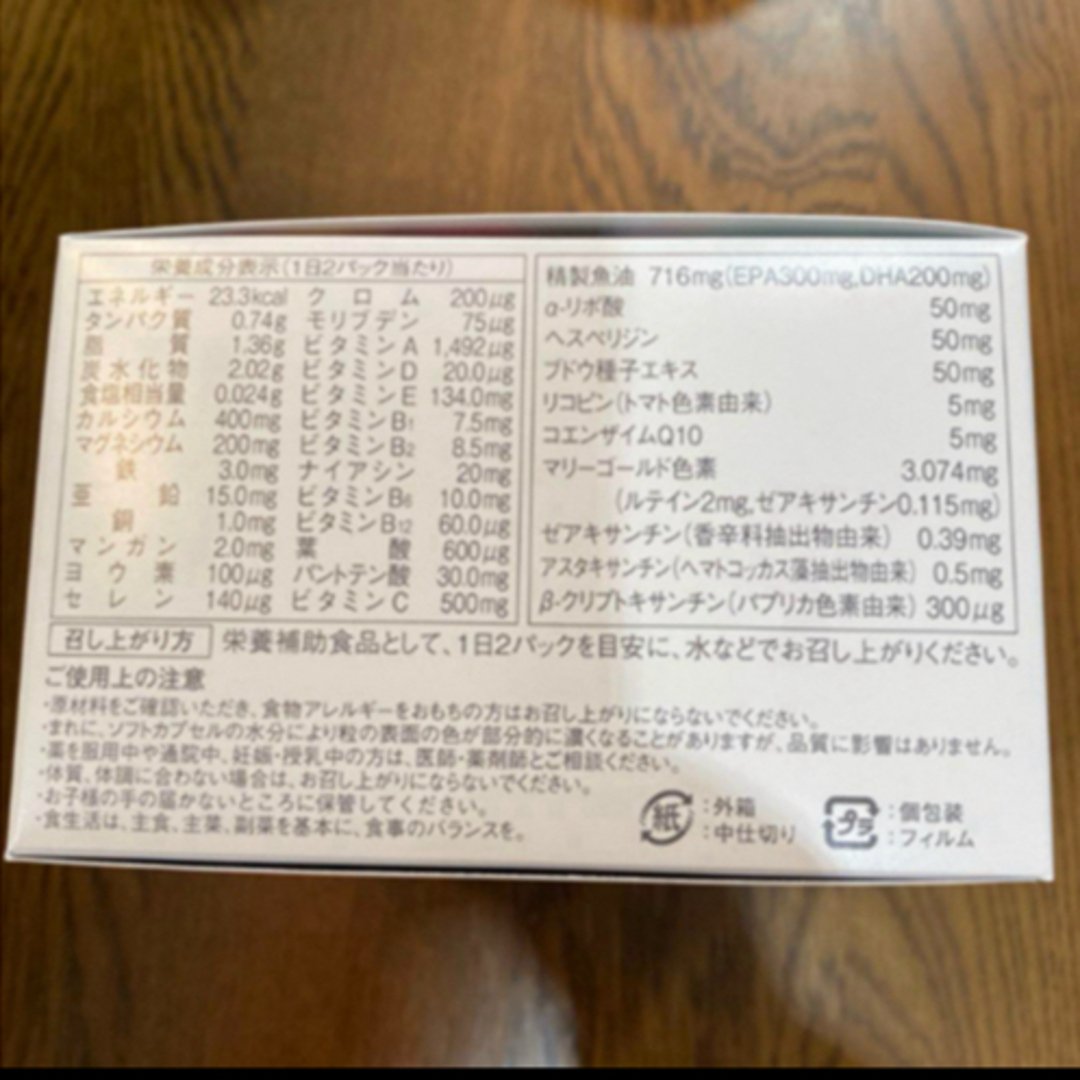 栄養成分表示(1日2パック当たり)
エネルギー 23.3kcal クロム 200μg
タンパク質 0.74g モリブデン 75μg
脂質 1.36g ビタミンA 1,492μg
炭水化物 2.02g ビタミンD 20.0μg
食塩相当量 0.024g ビタミンE 134.0mg
カルシウム 400mg ビタミンB1 7.5mg
マグネシウム 200mg ビタミンB2 8.5mg
鉄 3.0mg ナイアシン 20mg
亜鉛 15.0mg ビタミンB6 10.0mg
銅 1.0mg ビタミンB12 60.0μg
マンガン 2.0mg 葉酸 600μg
ヨウ素 100μg パントテン酸 30.0mg
セレン 140μg ビタミンC 500mg
精製魚油 716mg(EPA300mg,DHA200mg)
α-リポ酸 50mg
ヘスペリジン 50mg
ブドウ種子エキス 50mg
リコピン(トマト色素由来) 5mg
コエンザイムQ10 5mg
マリーゴールド色素 3.074mg
(ルテイン2mg,ゼアキサンチン0.115mg)
ゼアキサンチン(香辛料抽出物由来) 0.39mg
アスタキサンチン(ヘマトコッカス藻抽出物由来) 0.5mg
β-クリプトキサンチン(パプリカ色素由来) 300μg
召し上がり方 栄養補助食品として、1日2パックを目安に、水などでお召し上がりください。
ご使用上の注意
・原材料をご確認いただき、食物アレルギーをおもちの方はお召し上がりにならないでください。
・まれに、ソフトカプセルの水分により粒の表面の色が部分的に濃くなることがありますが、品質に影響はありません。
・薬を服用中や通院中、妊娠・授乳中の方は、医師・薬剤師とご相談ください。
・体質、体調に合わない場合は、お召し上がりにならないでください。
・お子様の手の届かないところに保管してください。
・食生活は、主食、主菜、副菜を基本に、食事のバランスを。
紙 :外箱
:中仕切り
プラ :個包装
:フィルム